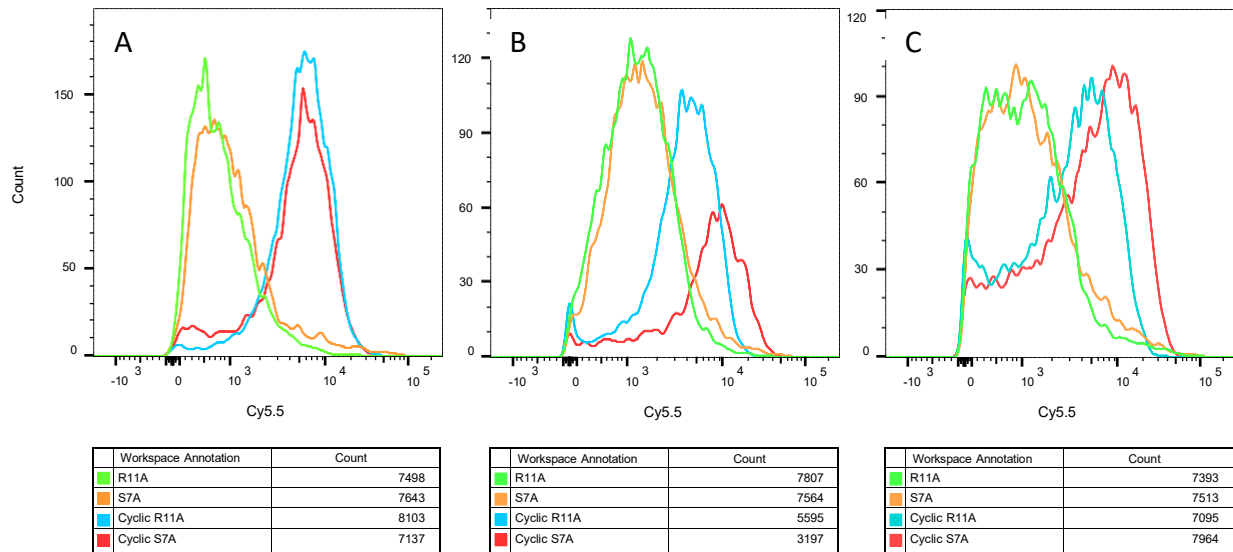 A
B
C
Count
150
100
50
0
-10 3
0
10 3
10 4
10 5
Cy5.5
120
90
60
30
0
-10 3
0
10 3
10 4
10 5
Cy5.5
120
90
60
30
0
-10 3
0
10 3
10 4
10 5
Cy5.5
Workspace Annotation Count
R11A 7498
S7A 7643
Cyclic R11A 8103
Cyclic S7A 7137
Workspace Annotation Count
R11A 7807
S7A 7564
Cyclic R11A 5595
Cyclic S7A 3197
Workspace Annotation Count
R11A 7393
S7A 7513
Cyclic R11A 7095
Cyclic S7A 7964